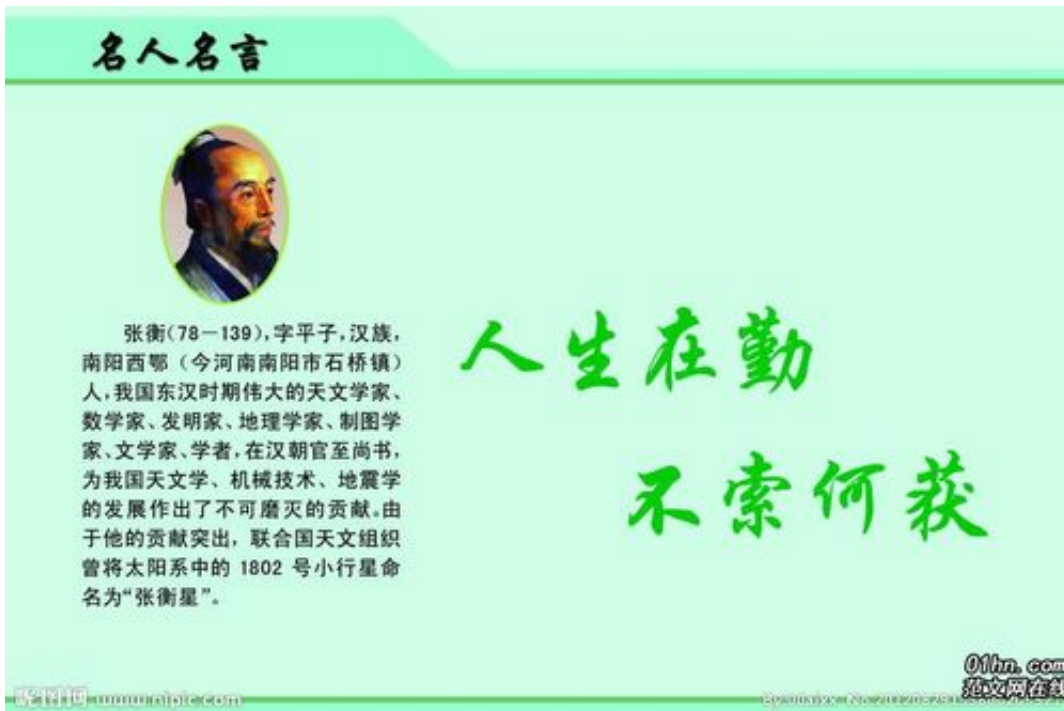 名人名言
张衡(78－139),字平子,汉族,
南阳西鄂（今河南南阳市石桥镇）
人,我国东汉时期伟大的天文学家、
数学家、发明家、地理学家、制图学
家、文学家、学者,在汉朝官至尚书,
为我国天文学、机械技术、地震学
的发展作出了不可磨灭的贡献。由
于他的贡献突出，联合国天文组织
曾将太阳系中的 1802 号小行星命
名为“张衡星”。
人生在勤
不索何获
01hn.com
范文网在线
昵图网 www.nipic.com